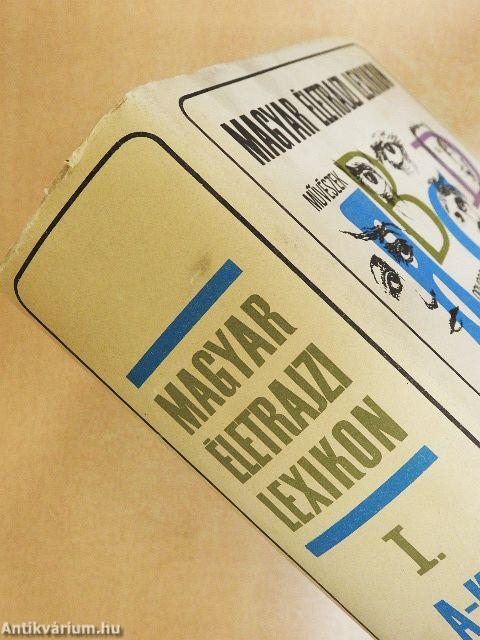 MAGYAR ÉLETRAJZI LEXIKON
MŰVÉSZEK
MAGYAR
ÉLETRAJZI
LEXIKON
I.
A-K
Antikvárium.hu